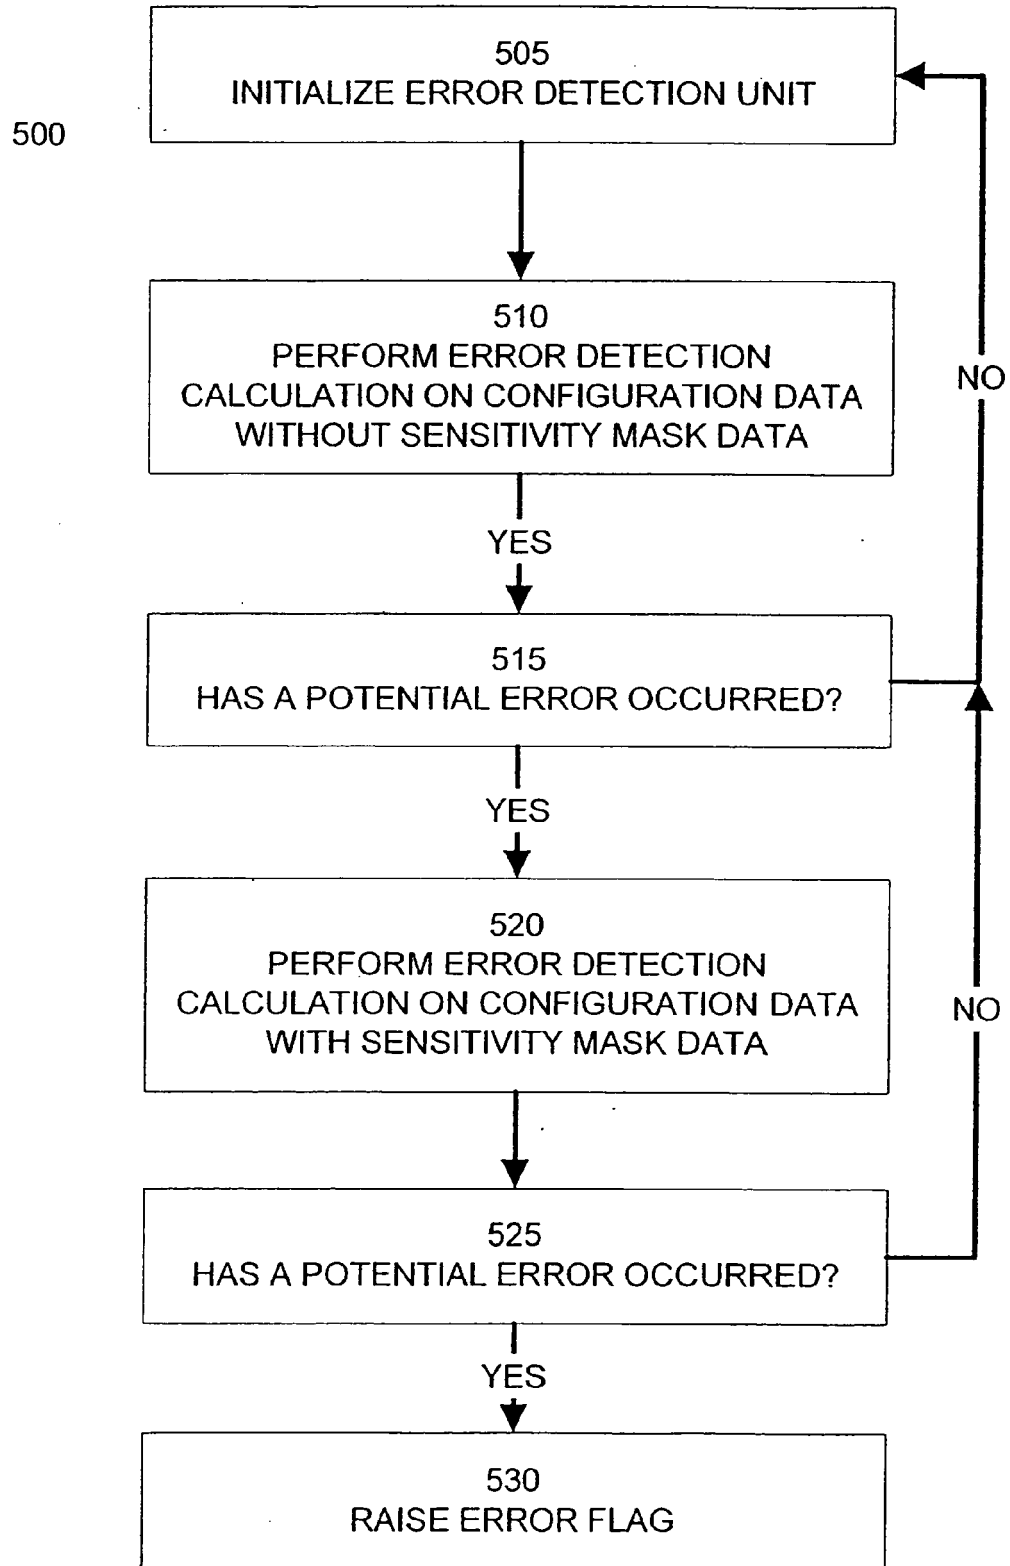 505
INITIALIZE ERROR DETECTION UNIT
500
510
PERFORM ERROR DETECTION
CALCULATION ON CONFIGURATION DATA
WITHOUT SENSITIVITY MASK DATA
NO
YES
515
HAS A POTENTIAL ERROR OCCURRED?
YES
520
PERFORM ERROR DETECTION
CALCULATION ON CONFIGURATION DATA
WITH SENSITIVITY MASK DATA
NO
525
HAS A POTENTIAL ERROR OCCURRED?
YES
530
RAISE ERROR FLAG